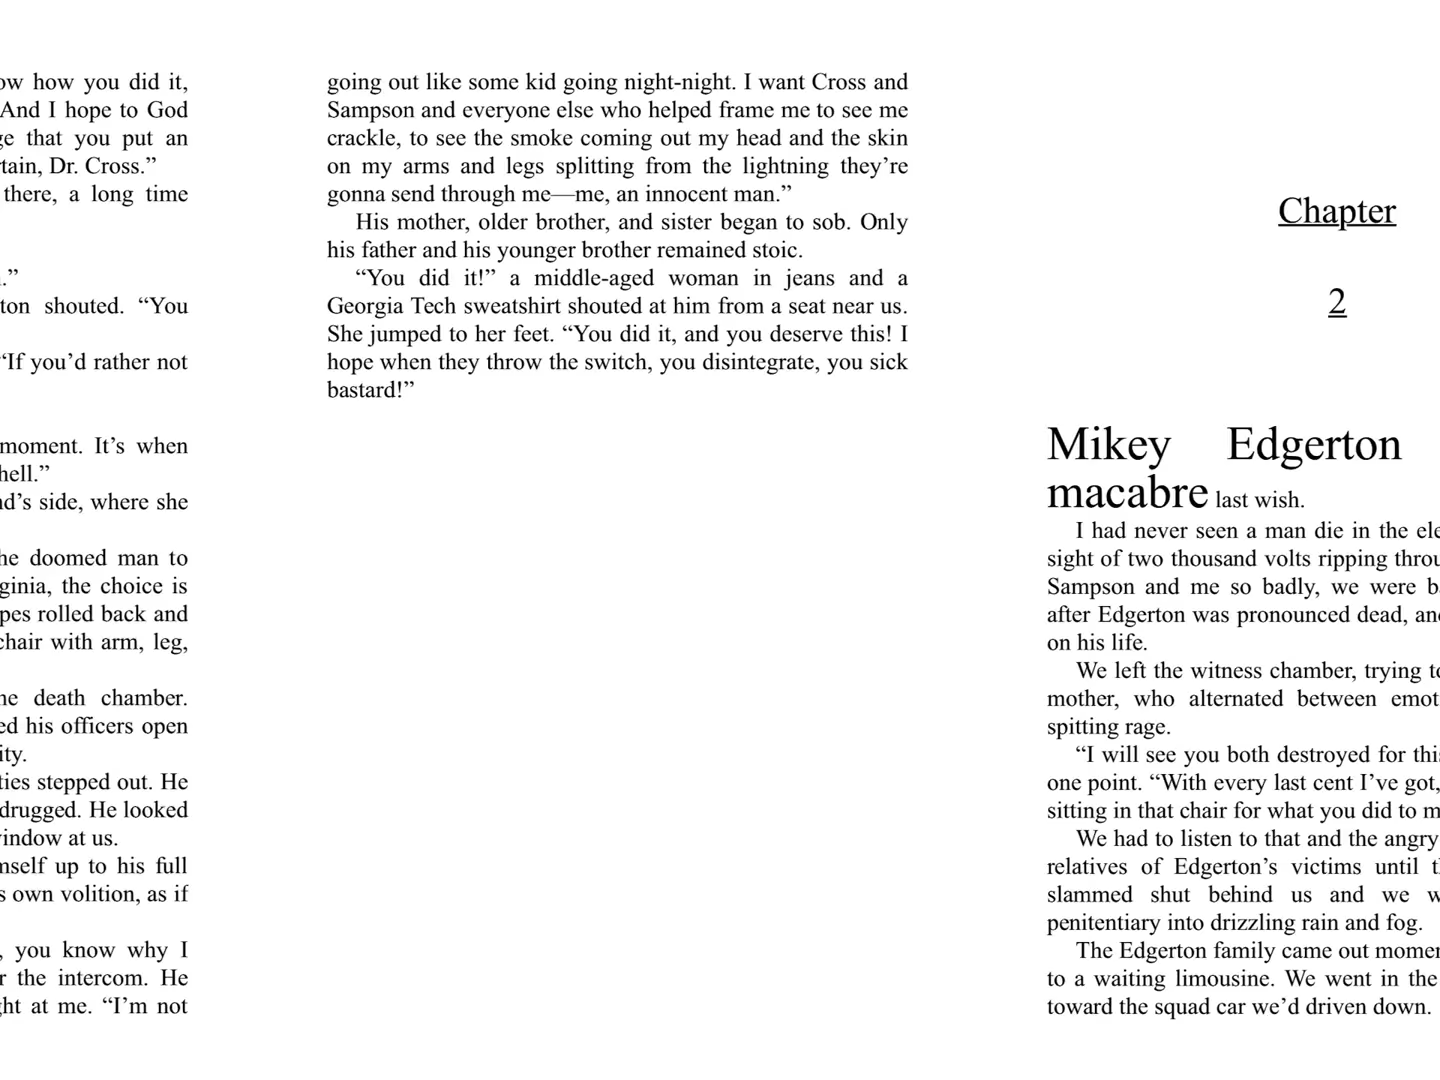 ow how you did it,
And I hope to God
ge that you put an
rtain, Dr. Cross.”
there, a long time
.”
ton shouted. “You
“If you’d rather not
moment. It’s when
hell.”
nd’s side, where she
he doomed man to
ginia, the choice is
pes rolled back and
chair with arm, leg,
he death chamber.
ed his officers open
ity.
ties stepped out. He
drugged. He looked
window at us.
mself up to his full
s own volition, as if
, you know why I
r the intercom. He
ght at me. “I’m not
going out like some kid going night-night. I want Cross and
Sampson and everyone else who helped frame me to see me
crackle, to see the smoke coming out my head and the skin
on my arms and legs splitting from the lightning they’re
gonna send through me—me, an innocent man.”
His mother, older brother, and sister began to sob. Only
his father and his younger brother remained stoic.
“You did it!” a middle-aged woman in jeans and a
Georgia Tech sweatshirt shouted at him from a seat near us.
She jumped to her feet. “You did it, and you deserve this! I
hope when they throw the switch, you disintegrate, you sick
bastard!”
Chapter
2
Mikey Edgerton
macabre last wish.
I had never seen a man die in the ele
sight of two thousand volts ripping throu
Sampson and me so badly, we were b
after Edgerton was pronounced dead, and
on his life.
We left the witness chamber, trying to
mother, who alternated between emot
spitting rage.
“I will see you both destroyed for this
one point. “With every last cent I’ve got,
sitting in that chair for what you did to m
We had to listen to that and the angry
relatives of Edgerton’s victims until t
slammed shut behind us and we w
penitentiary into drizzling rain and fog.
The Edgerton family came out momen
to a waiting limousine. We went in the
toward the squad car we’d driven down.